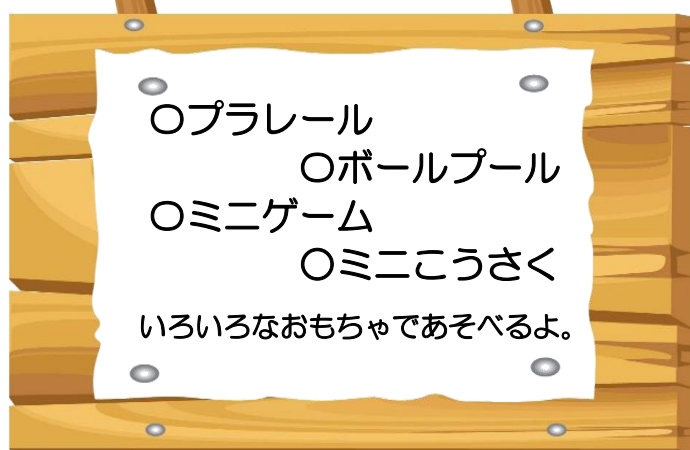 〇プラレール
〇ボールプール
〇ミニゲーム
〇ミニこうさく
いろいろなおもちゃであそべるよ。